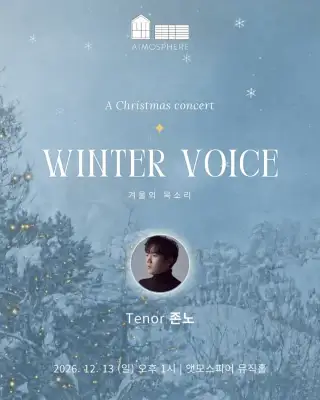 ATMOSPHERE
A Christmas concert
WINTER VOICE
겨울의 목소리
Tenor 존노
2026. 12. 13 (일) 오후 1시 | 앳모스피어 뮤직홀